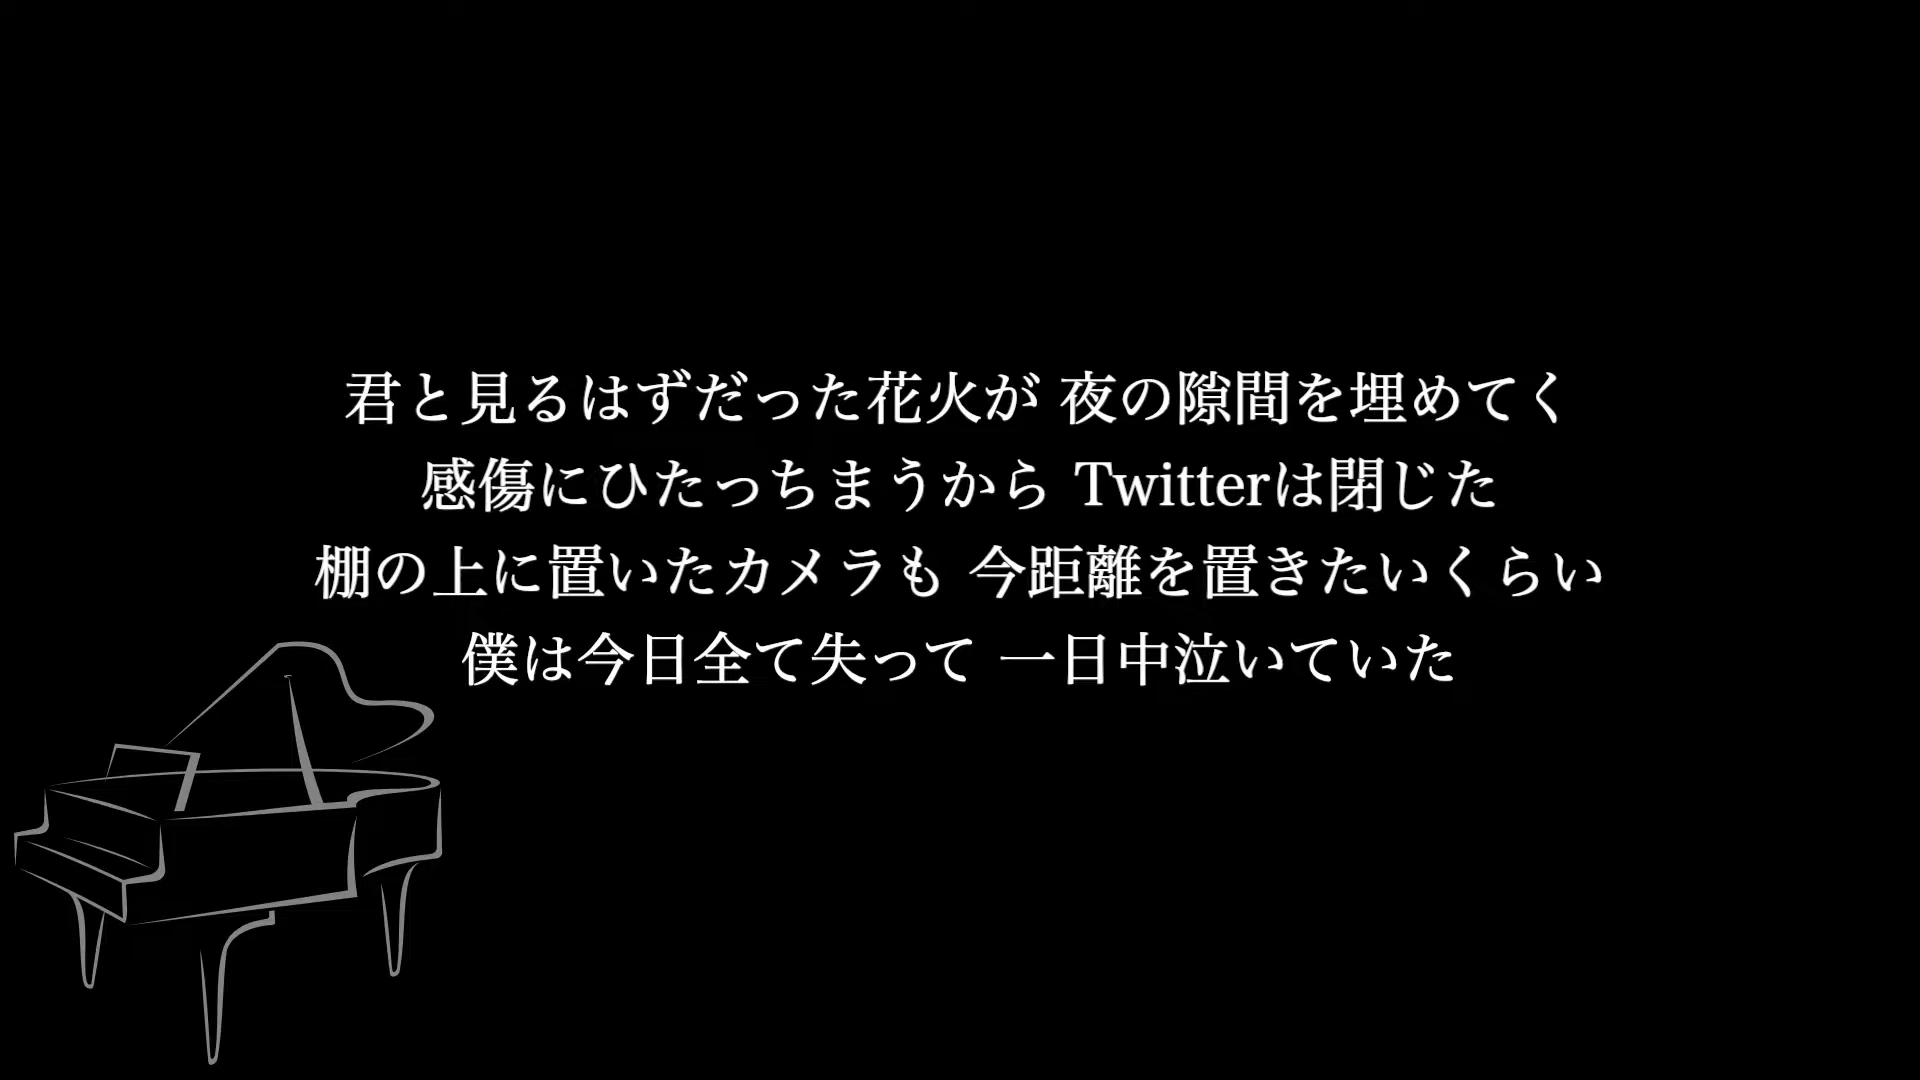 君と見るはずだった花火が 夜の隙間を埋めてく
感傷にひたっちまうから Twitterは閉じた
棚の上に置いたカメラも 今距離を置きたいくらい
僕は今日全て失って 一日中泣いていた